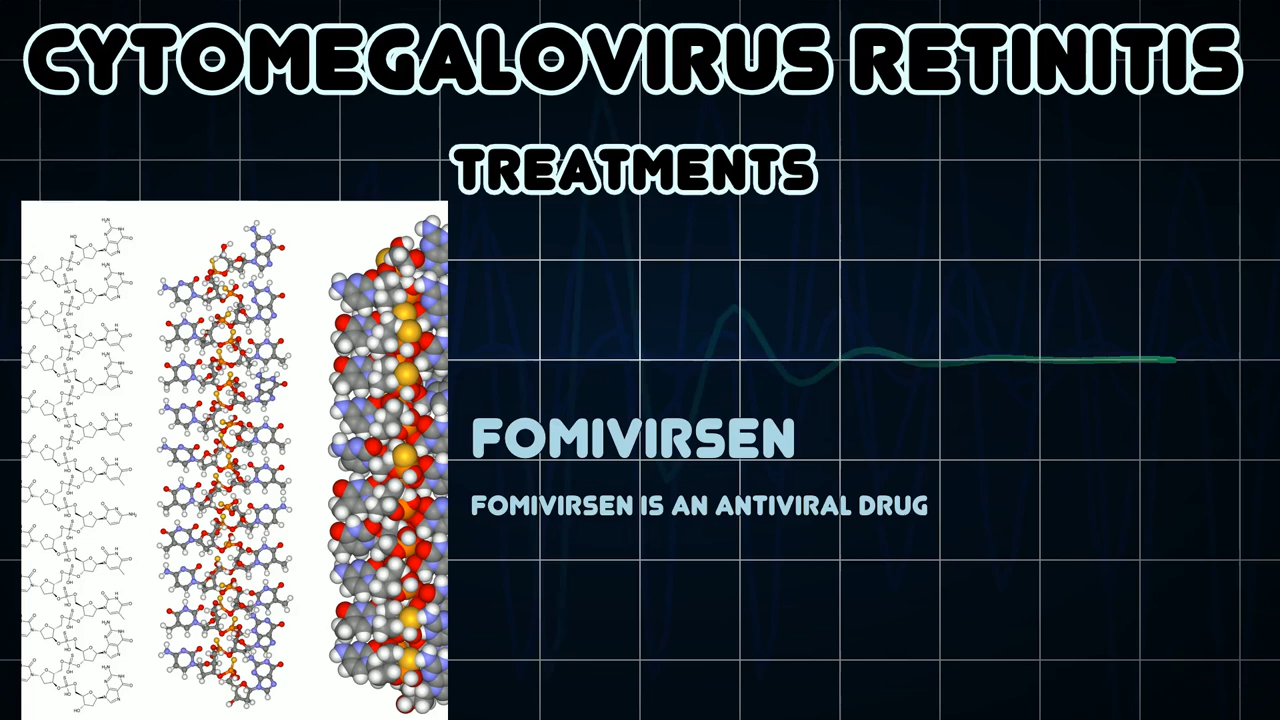 CYTOMEGALOVIRUS RETINITIS
TREATMENTS
FOMIVIRSEN
FOMIVIRSEN IS AN ANTIVIRAL DRUG